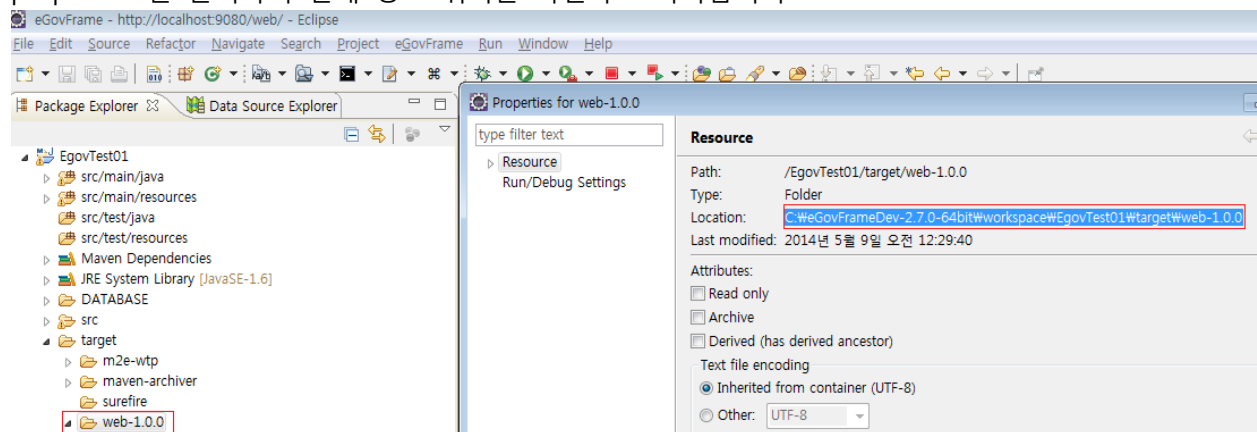 eGovFrame - http://localhost:9080/web/ - Eclipse
File Edit Source Refactor Navigate Search Project eGovFrame Run Window Help
Package Explorer Data Source Explorer
EgovTest01
src/main/java
src/main/resources
src/test/java
src/test/resources
Maven Dependencies
JRE System Library [JavaSE-1.6]
DATABASE
src
target
m2e-wtp
maven-archiver
surefire
web-1.0.0
Properties for web-1.0.0
type filter text
Resource
Run/Debug Settings
Resource
Path: /EgovTest01/target/web-1.0.0
Type: Folder
Location: C:₩eGovFrameDev-2.7.0-64bit₩workspace₩EgovTest01₩target₩web-1.0.0
Last modified: 2014년 5월 9일 오전 12:29:40
Attributes:
Read only
Archive
Derived (has derived ancestor)
Text file encoding
Inherited from container (UTF-8)
Other: UTF-8